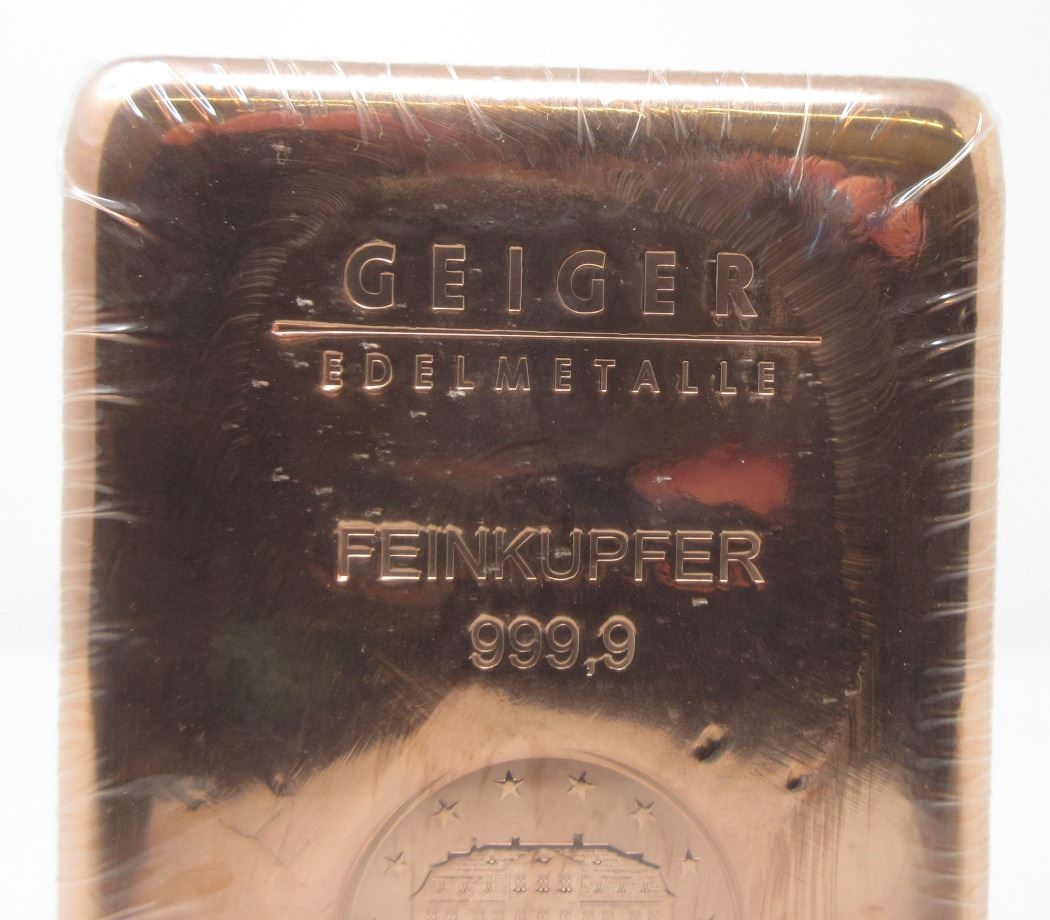 GEIGER
EDELMETALLE
FEINKUPFER
999,9